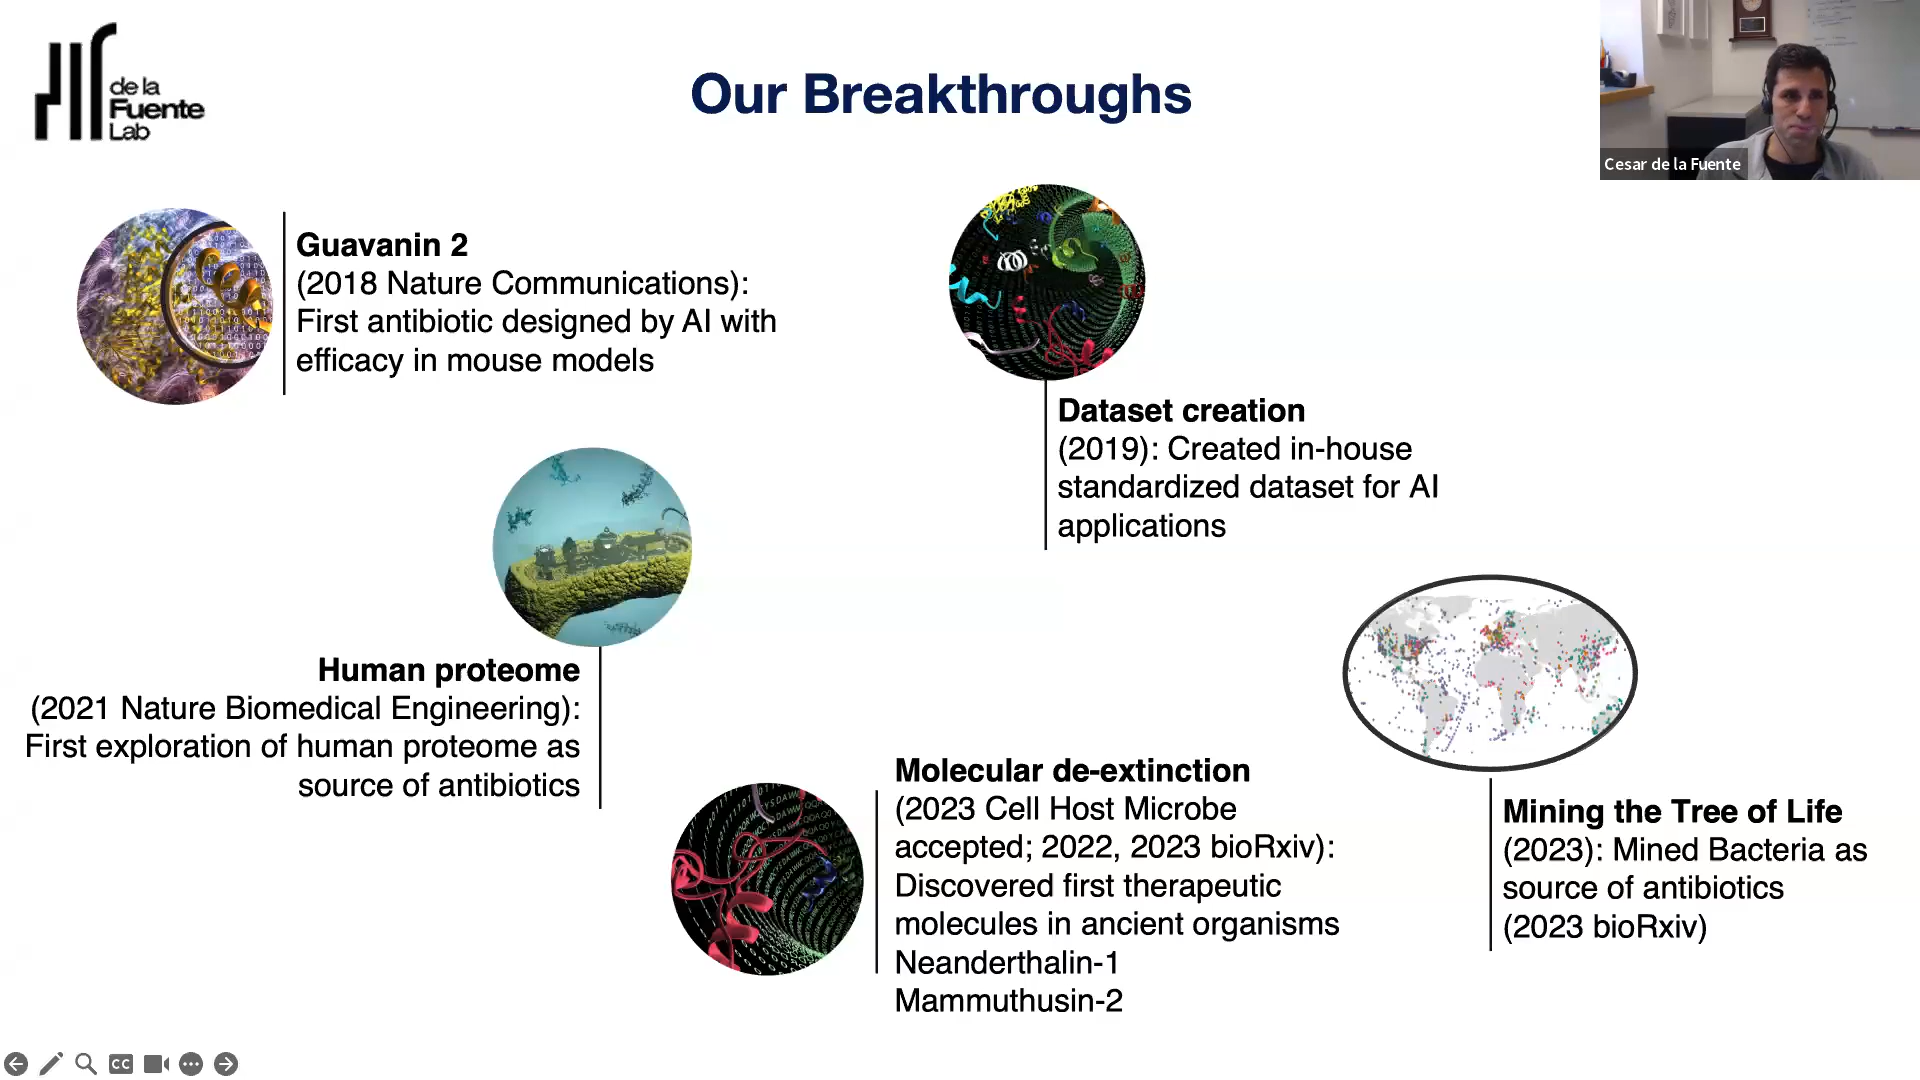 de la
Fuente
Lab
Our Breakthroughs
Cesar de la Fuente
Guavanin 2
(2018 Nature Communications):
First antibiotic designed by AI with
efficacy in mouse models
Dataset creation
(2019): Created in-house
standardized dataset for AI
applications
Human proteome
(2021 Nature Biomedical Engineering):
First exploration of human proteome as
source of antibiotics
Molecular de-extinction
(2023 Cell Host Microbe
accepted; 2022, 2023 bioRxiv):
Discovered first therapeutic
molecules in ancient organisms
Neanderthalin-1
Mammuthusin-2
Mining the Tree of Life
(2023): Mined Bacteria as
source of antibiotics
(2023 bioRxiv)
CC